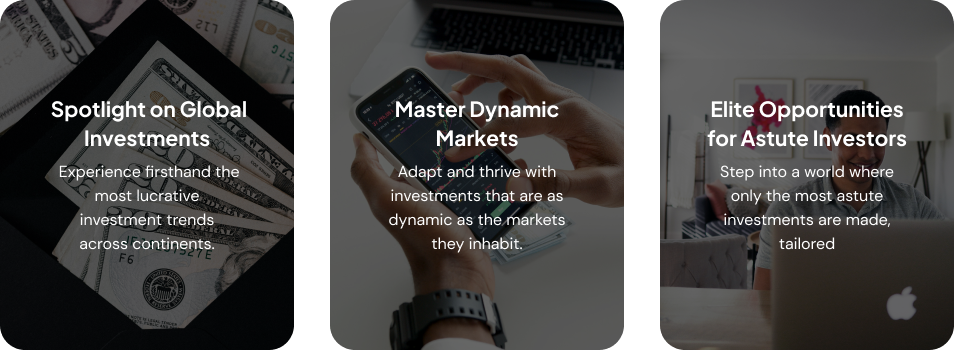 Spotlight on Global
Investments
Experience firsthand the
most lucrative
investment trends
across continents.
Master Dynamic
Markets
Adapt and thrive with
investments that are as
dynamic as the markets
they inhabit.
Elite Opportunities
for Astute Investors
Step into a world where
only the most astute
investments are made,
tailored
F6